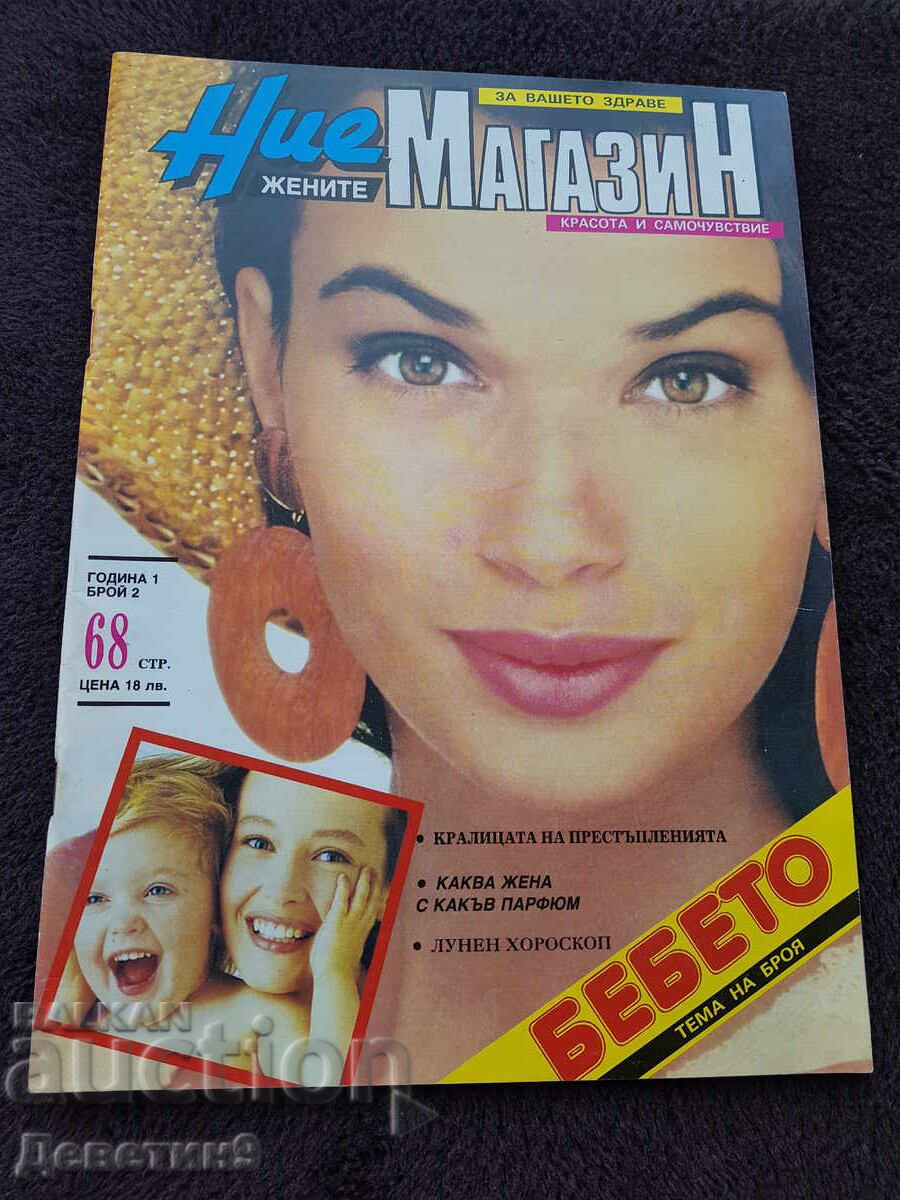 ЗА ВАШЕТО ЗДРАВЕ
Ние
ЖЕНИТЕ
МАГАЗИН
КРАСОТА И САМОЧУВСТВИЕ
ГОДИНА 1
БРОЙ 2
68 СТР.
ЦЕНА 18 лв.
• КРАЛИЦАТА НА ПРЕСТЪПЛЕНИЯТА
• КАКВА ЖЕНА
С КАКЪВ ПАРФЮМ
• ЛУНЕН ХОРОСКОП
БЕБЕТО
ТЕМА НА БРОЯ
BALKAN
auction
Деветин9